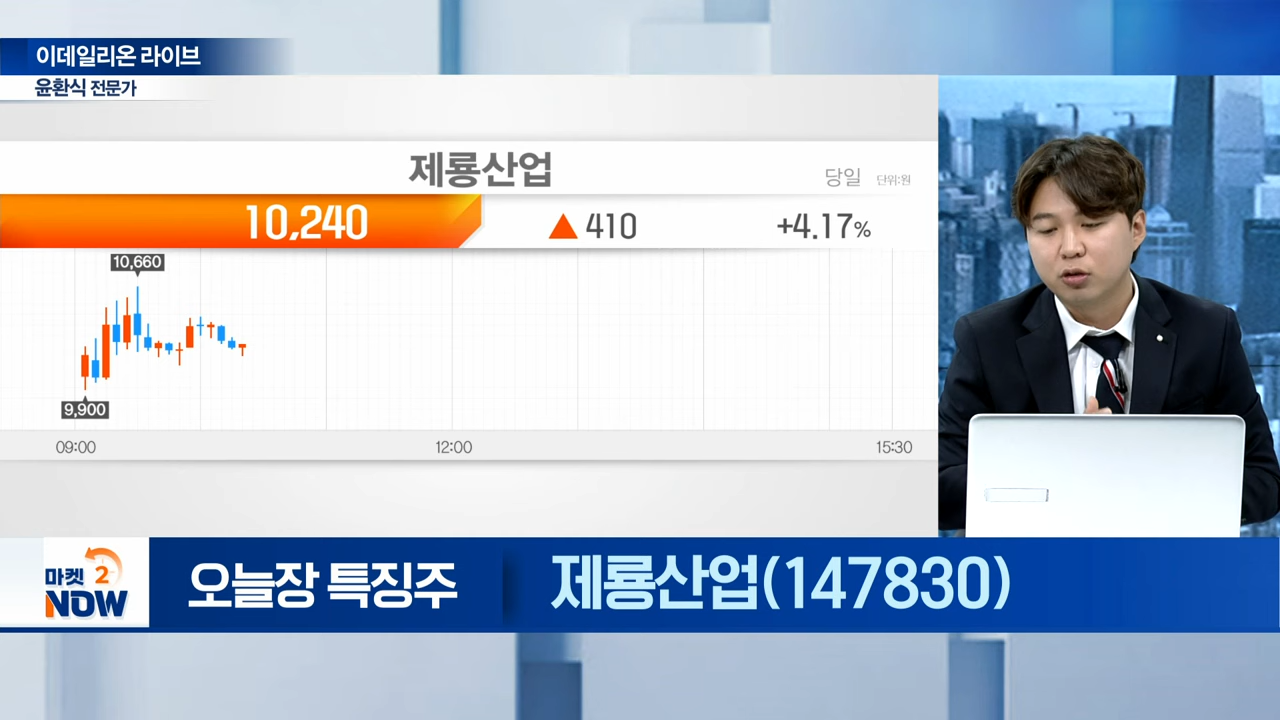 이데일리온 라이브
윤환식 전문가
제룡산업
당일 단위:원
10,240 ▲ 410 +4.17%
10,660
9,900
09:00 12:00 15:30
마켓 2
NOW
오늘장 특징주 제룡산업(147830)